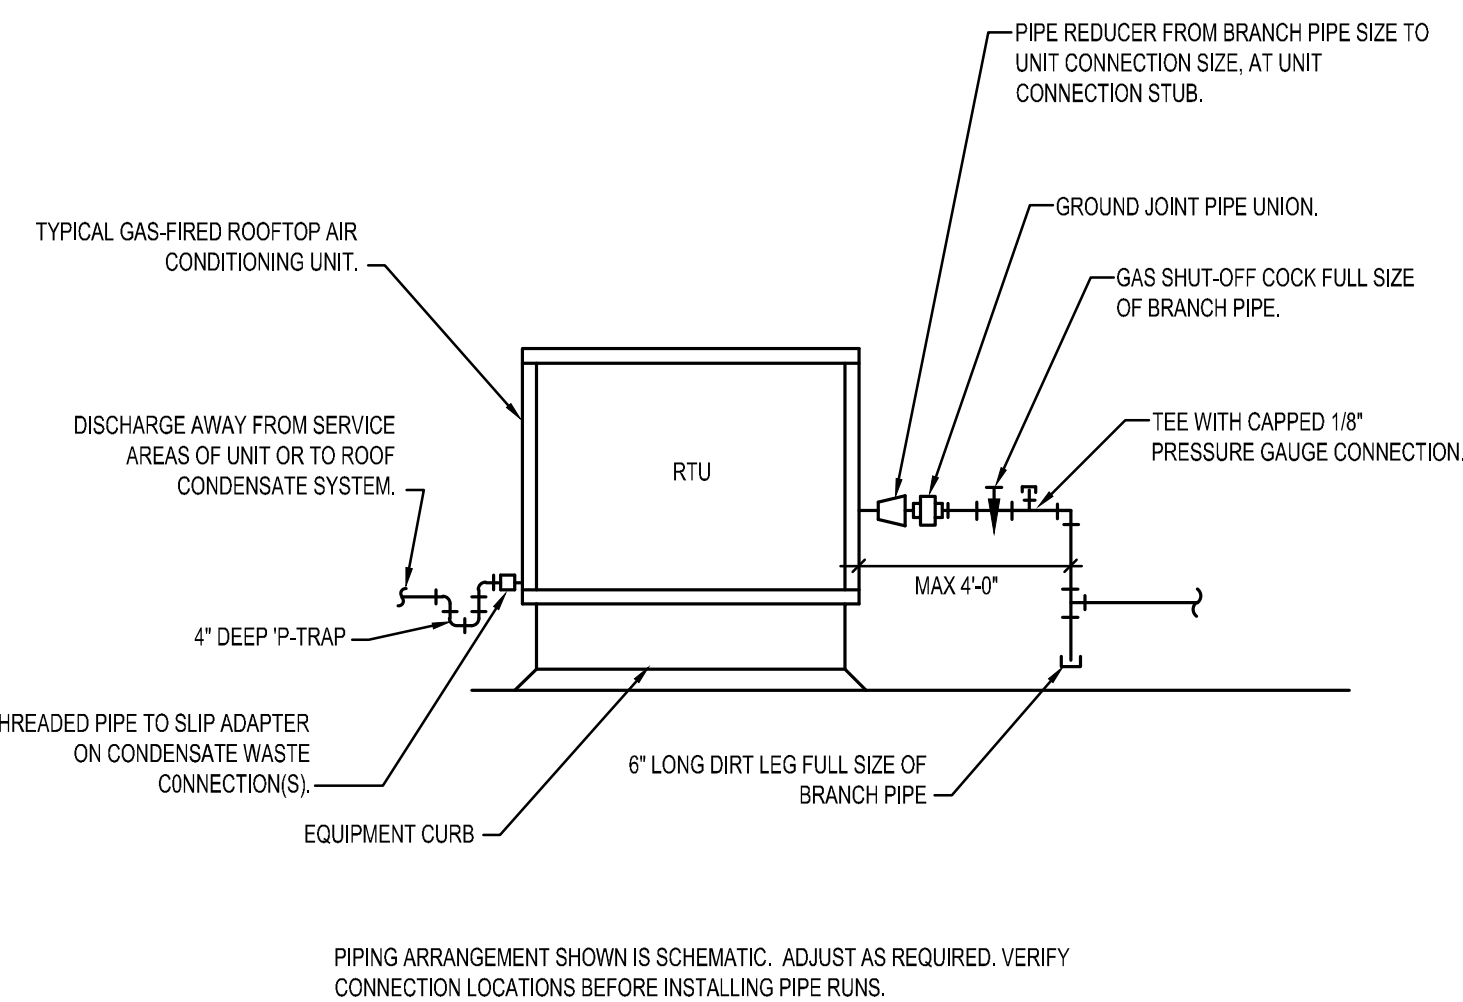 PIPE REDUCER FROM BRANCH PIPE SIZE TO
UNIT CONNECTION SIZE, AT UNIT
CONNECTION STUB.
GROUND JOINT PIPE UNION.
TYPICAL GAS-FIRED ROOFTOP AIR
CONDITIONING UNIT.
GAS SHUT-OFF COCK FULL SIZE
OF BRANCH PIPE.
DISCHARGE AWAY FROM SERVICE
AREAS OF UNIT OR TO ROOF
CONDENSATE SYSTEM.
TEE WITH CAPPED 1/8"
PRESSURE GAUGE CONNECTION.
RTU
MAX 4'-0"
4" DEEP 'P-TRAP
HREADED PIPE TO SLIP ADAPTER
ON CONDENSATE WASTE
C0NNECTION(S).
6" LONG DIRT LEG FULL SIZE OF
BRANCH PIPE
EQUIPMENT CURB
PIPING ARRANGEMENT SHOWN IS SCHEMATIC. ADJUST AS REQUIRED. VERIFY
CONNECTION LOCATIONS BEFORE INSTALLING PIPE RUNS.